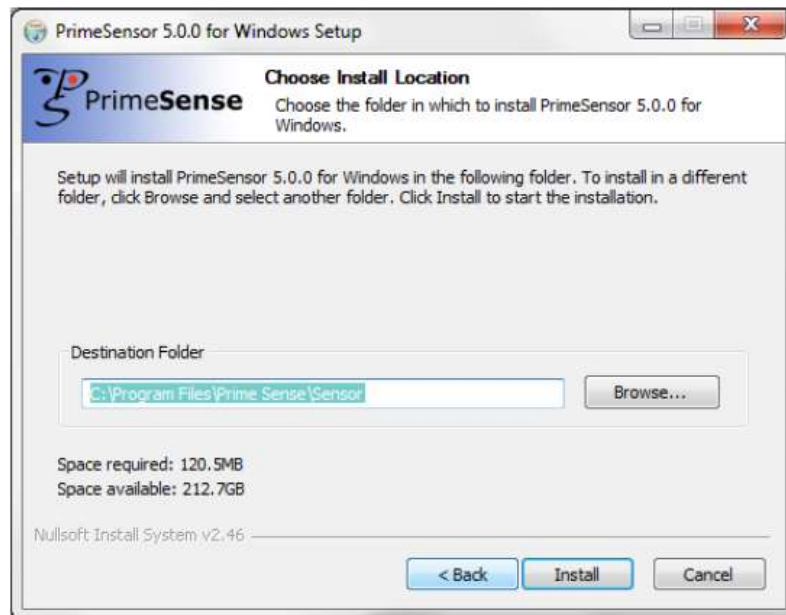 PrimeSensor 5.0.0 for Windows Setup
PrimeSense
Choose Install Location
Choose the folder in which to install PrimeSensor 5.0.0 for
Windows.
Setup will install PrimeSensor 5.0.0 for Windows in the following folder. To install in a different
folder, click Browse and select another folder. Click Install to start the installation.
Destination Folder
C:\Program Files\Prime Sense\Sensor
Browse...
Space required: 120.5MB
Space available: 212.7GB
Nullsoft Install System v2.46
< Back
Install
Cancel